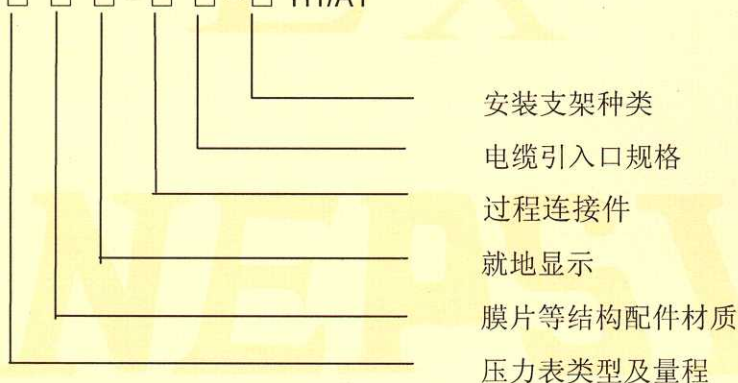 安装支架种类
电缆引入口规格
过程连接件
就地显示
膜片等结构配件材质
压力表类型及量程